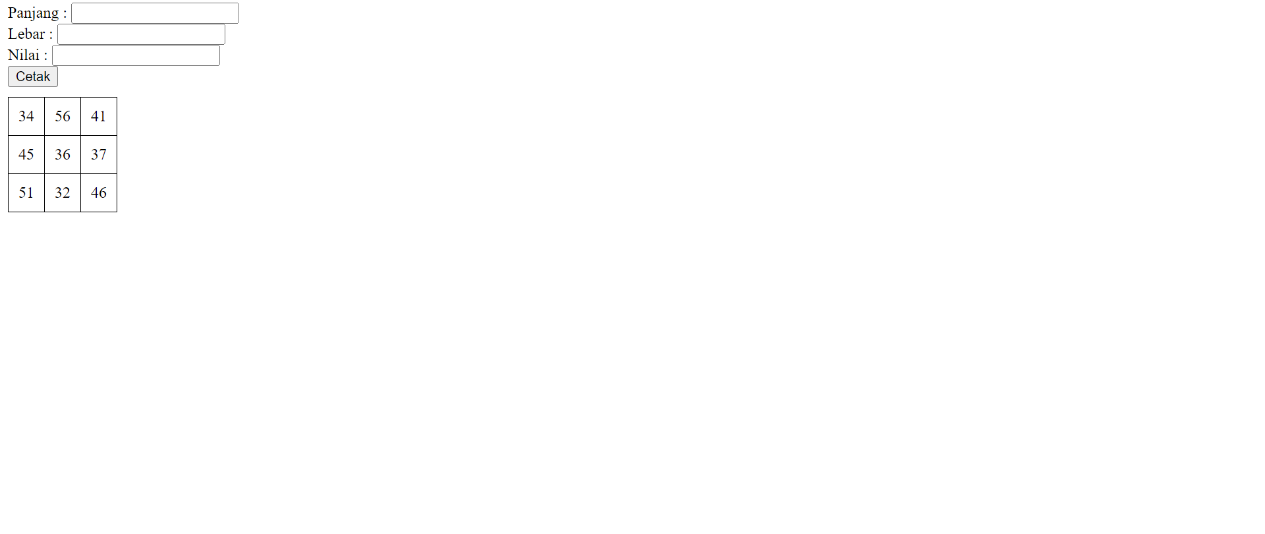 Panjang :
Lebar :
Nilai :
Cetak
34 56 41
45 36 37
51 32 46